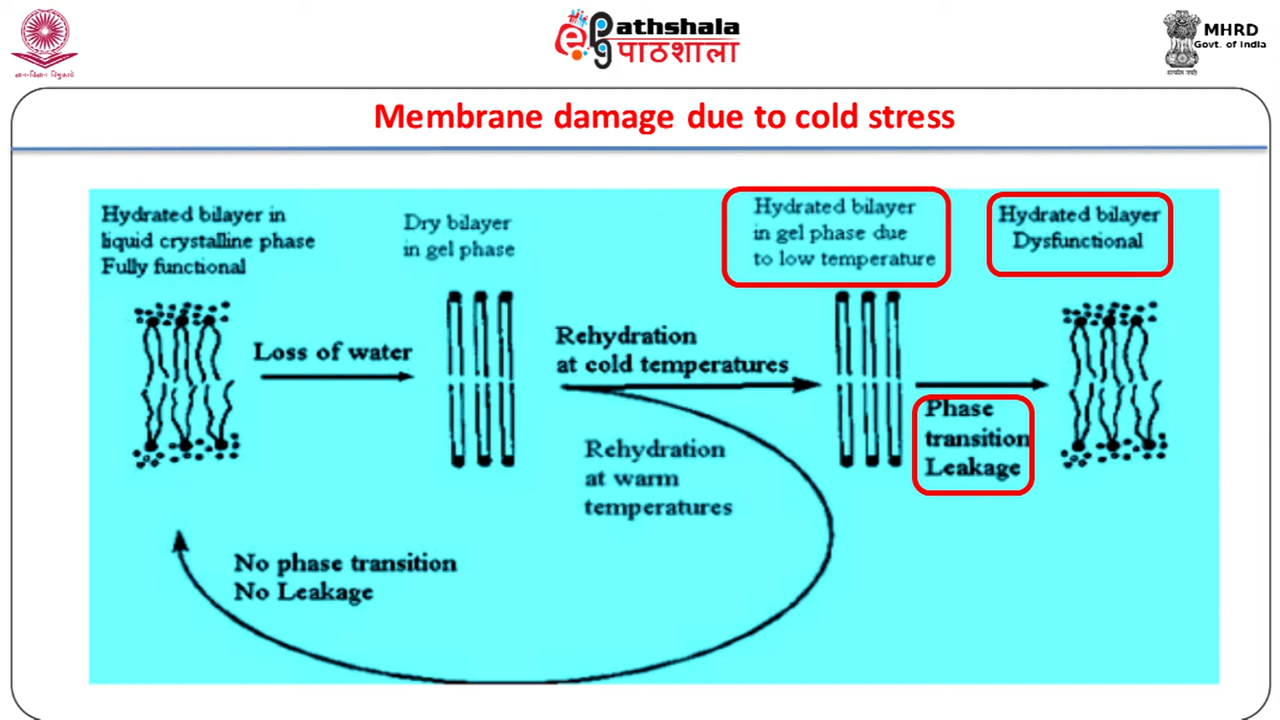 ePathshala
पाठशाला
MHRD
Govt. of India
Membrane damage due to cold stress
Hydrated bilayer in
liquid crystalline phase
Fully functional
Dry bilayer
in gel phase
Hydrated bilayer
in gel phase due
to low temperature
Hydrated bilayer
Dysfunctional
Loss of water
Rehydration
at cold temperatures
Phase
transition
Leakage
Rehydration
at warm
temperatures
No phase transition
No Leakage